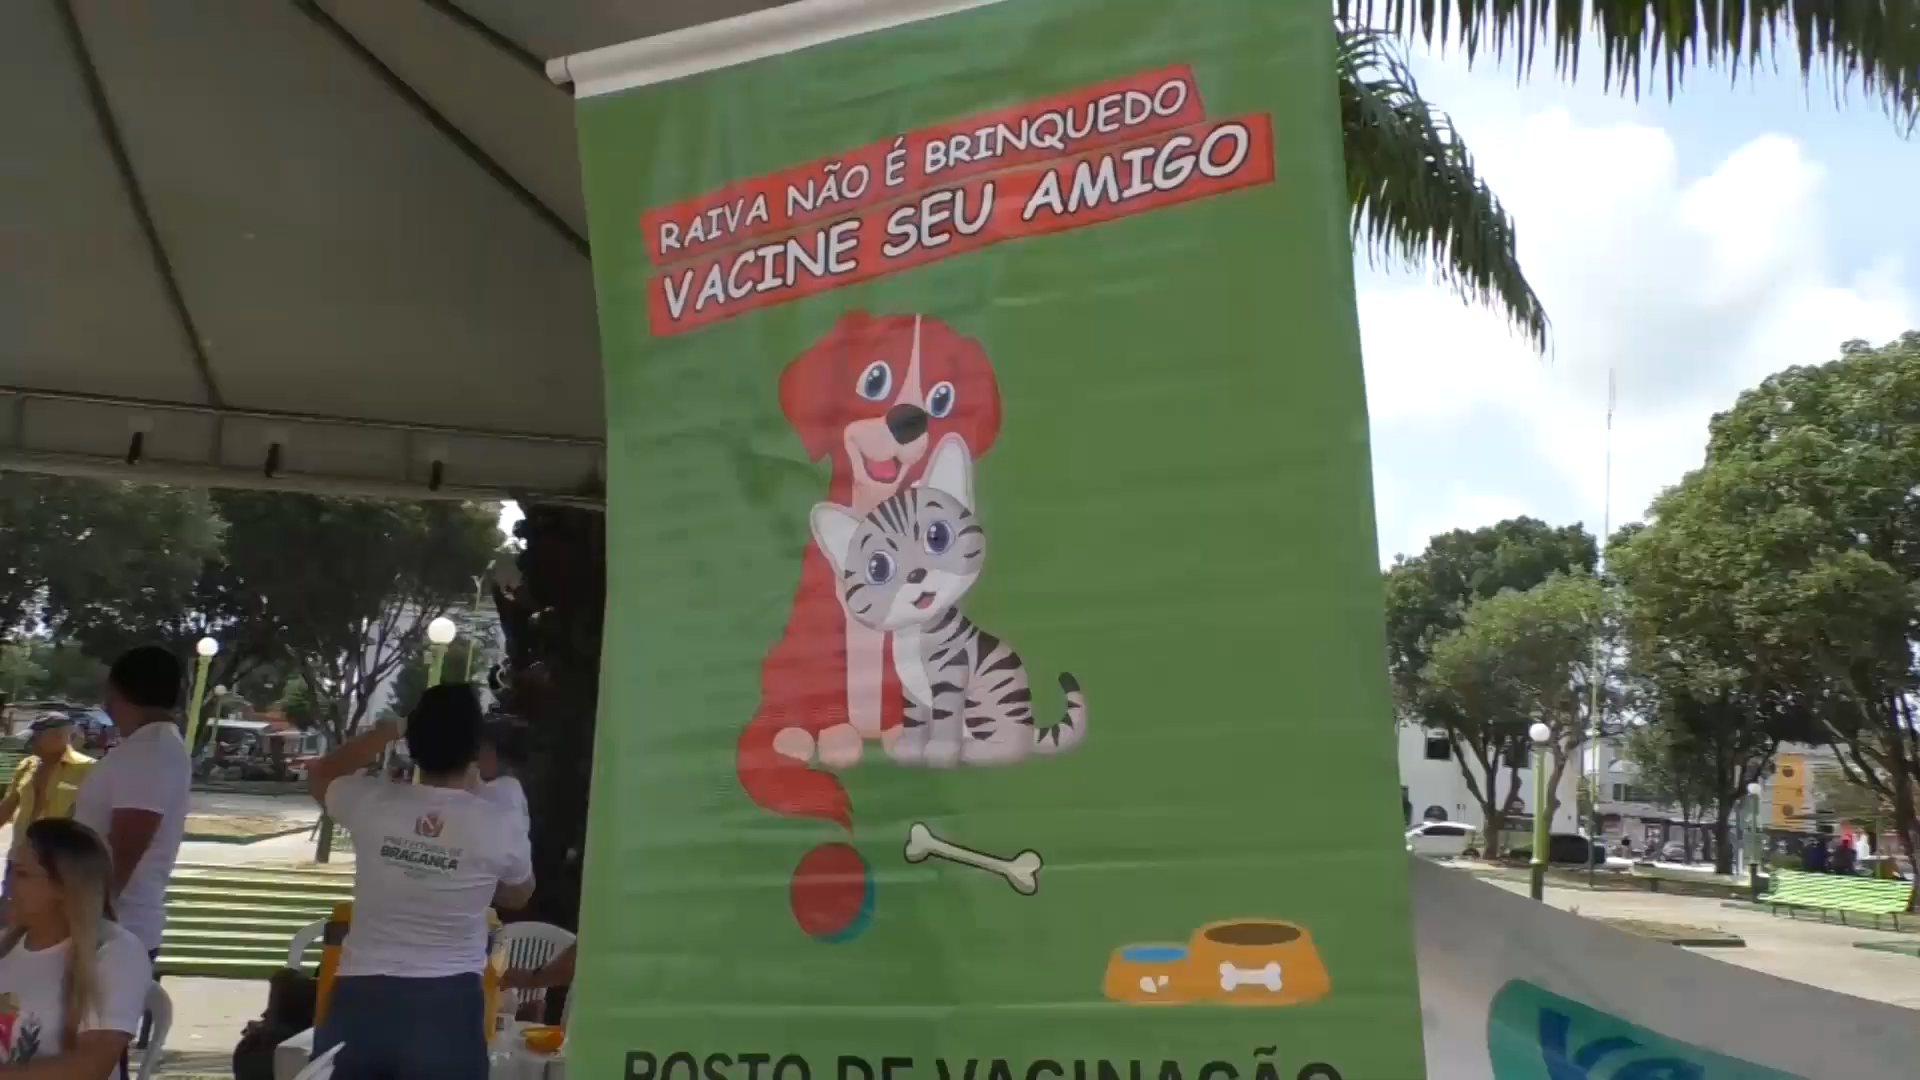 RAIVA NÃO É BRINQUEDO
VACINE SEU AMIGO
PREFEITURA DE
BRAGANÇA
POSTO DE VACINAÇÃO